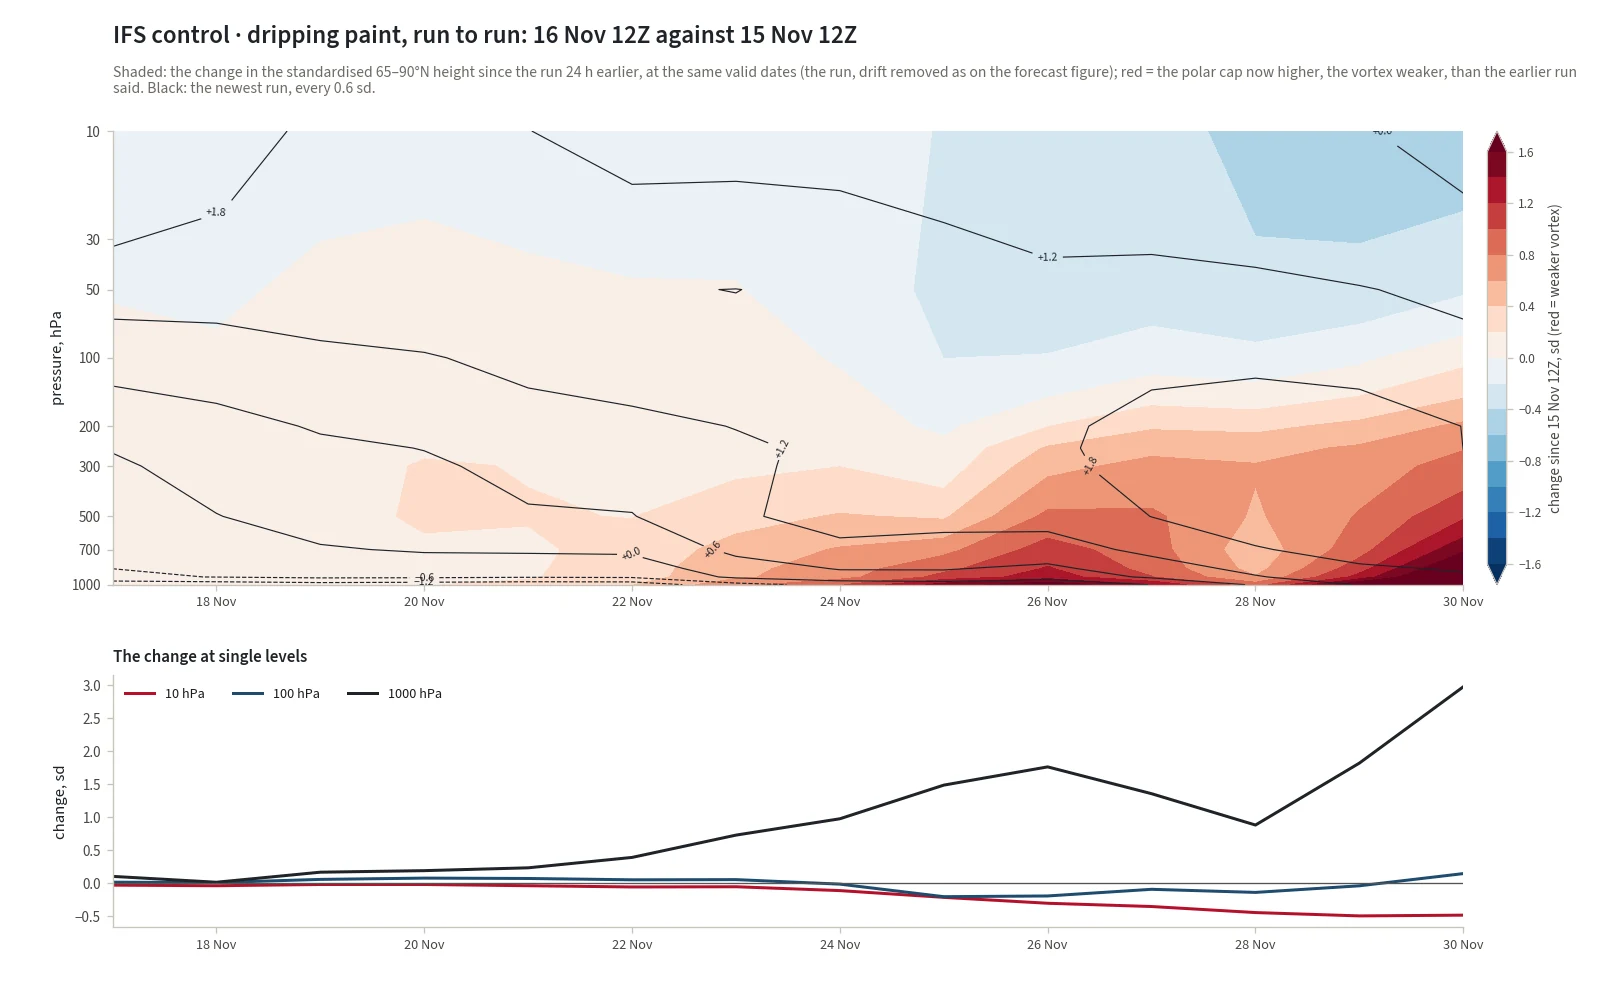 IFS control · dripping paint, run to run: 16 Nov 12Z against 15 Nov 12Z
Shaded: the change in the standardised 65–90°N height since the run 24 h earlier, at the same valid dates (the run, drift removed as on the forecast figure); red = the polar cap now higher, the vortex weaker, than the earlier run
said. Black: the newest run, every 0.6 sd.
pressure, hPa
10
30
50
100
200
300
500
700
1000
+1.8
+1.2
+1.2
+1.8
+0.0
+0.6
−0.6
18 Nov
20 Nov
22 Nov
24 Nov
26 Nov
28 Nov
30 Nov
1.6
1.2
0.8
0.4
0.0
−0.4
−0.8
−1.2
−1.6
change since 15 Nov 12Z, sd (red = weaker vortex)
The change at single levels
10 hPa
100 hPa
1000 hPa
change, sd
3.0
2.5
2.0
1.5
1.0
0.5
0.0
−0.5
18 Nov
20 Nov
22 Nov
24 Nov
26 Nov
28 Nov
30 Nov